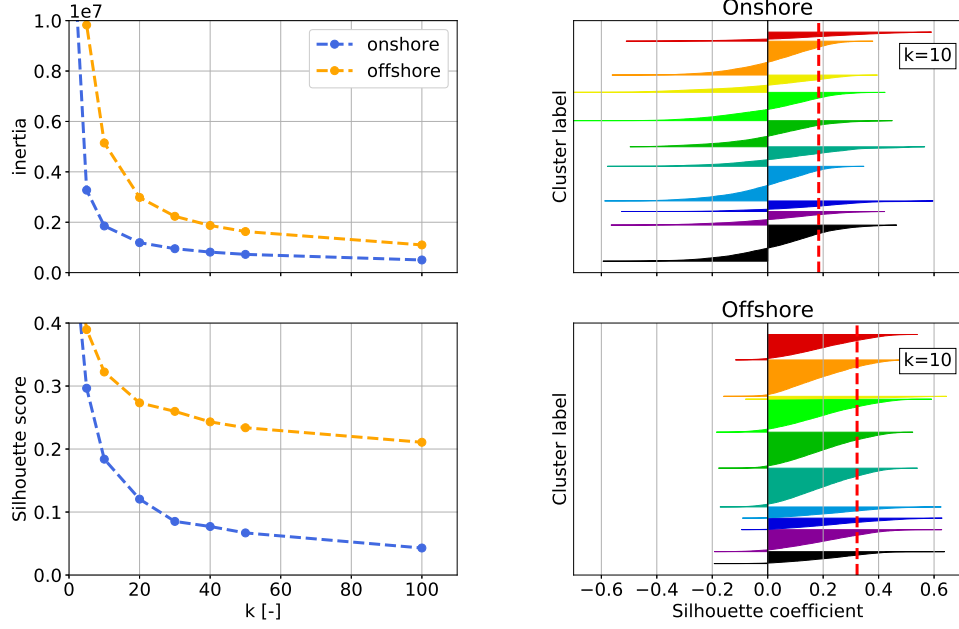 1e7
1.0
0.8
0.6
0.4
0.2
0.0
inertia
onshore
offshore
Onshore
k=10
Cluster label
0.4
0.3
0.2
0.1
0.0
Silhouette score
0 20 40 60 80 100
k [-]
Offshore
k=10
Cluster label
−0.6 −0.4 −0.2 0.0 0.2 0.4 0.6
Silhouette coefficient